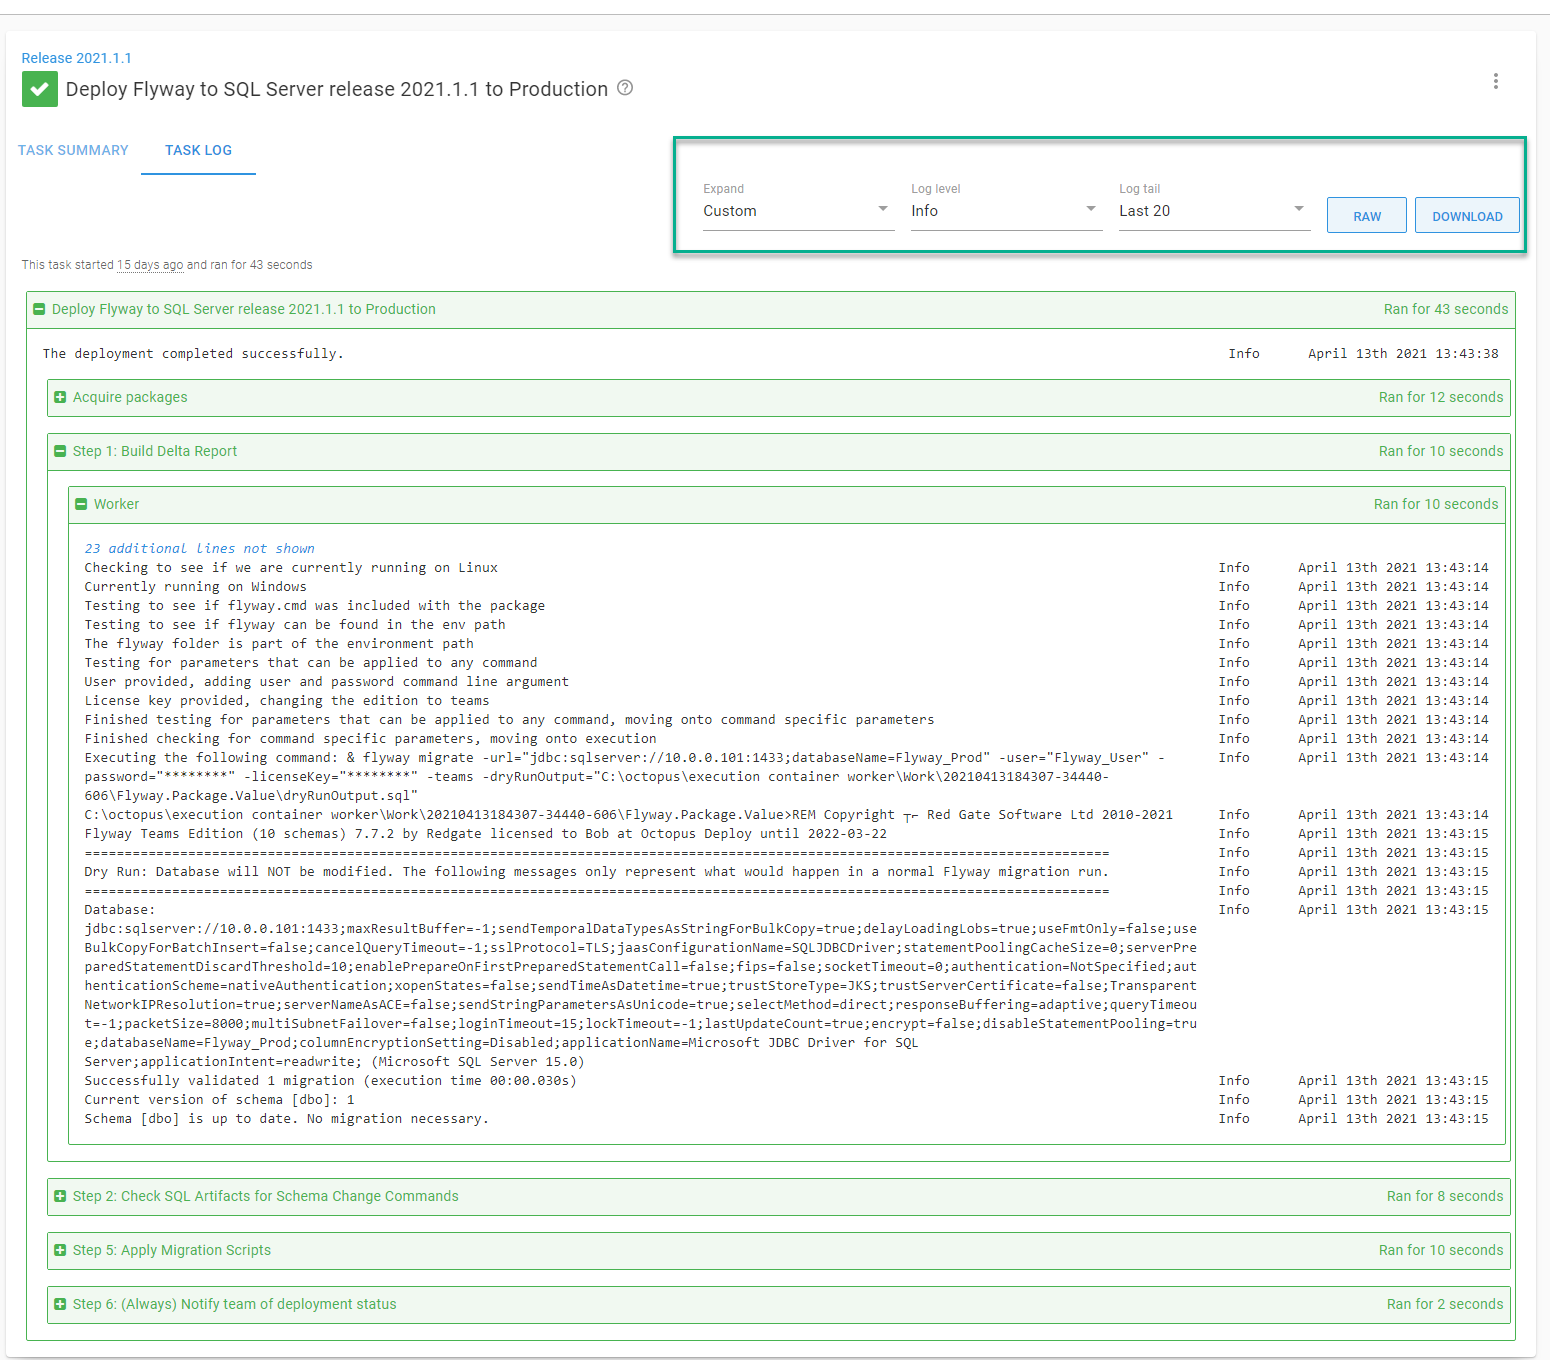 Release 2021.1.1
Deploy Flyway to SQL Server release 2021.1.1 to Production
TASK SUMMARY TASK LOG
Expand Log level Log tail
Custom Info Last 20 RAW DOWNLOAD
This task started 15 days ago and ran for 43 seconds
Deploy Flyway to SQL Server release 2021.1.1 to Production Ran for 43 seconds
The deployment completed successfully. Info April 13th 2021 13:43:38
Acquire packages Ran for 12 seconds
Step 1: Build Delta Report Ran for 10 seconds
Worker Ran for 10 seconds
23 additional lines not shown
Checking to see if we are currently running on Linux Info April 13th 2021 13:43:14
Currently running on Windows Info April 13th 2021 13:43:14
Testing to see if flyway.cmd was included with the package Info April 13th 2021 13:43:14
Testing to see if flyway can be found in the env path Info April 13th 2021 13:43:14
The flyway folder is part of the environment path Info April 13th 2021 13:43:14
Testing for parameters that can be applied to any command Info April 13th 2021 13:43:14
User provided, adding user and password command line argument Info April 13th 2021 13:43:14
License key provided, changing the edition to teams Info April 13th 2021 13:43:14
Finished testing for parameters that can be applied to any command, moving onto command specific parameters Info April 13th 2021 13:43:14
Finished checking for command specific parameters, moving onto execution Info April 13th 2021 13:43:14
Executing the following command: & flyway migrate -url="jdbc:sqlserver://10.0.0.101:1433;databaseName=Flyway_Prod" -user="Flyway_User" - Info April 13th 2021 13:43:14
password="********" -licenseKey="********" -teams -dryRunOutput="C:\octopus\execution container worker\Work\20210413184307-34440-
606\Flyway.Package.Value\dryRunOutput.sql"
C:\octopus\execution container worker\Work\20210413184307-34440-606\Flyway.Package.Value>REM Copyright ┬⌐ Red Gate Software Ltd 2010-2021 Info April 13th 2021 13:43:14
Flyway Teams Edition (10 schemas) 7.7.2 by Redgate licensed to Bob at Octopus Deploy until 2022-03-22 Info April 13th 2021 13:43:15
================================================================================================================================= Info April 13th 2021 13:43:15
Dry Run: Database will NOT be modified. The following messages only represent what would happen in a normal Flyway migration run. Info April 13th 2021 13:43:15
================================================================================================================================= Info April 13th 2021 13:43:15
Database: Info April 13th 2021 13:43:15
jdbc:sqlserver://10.0.0.101:1433;maxResultBuffer=-1;sendTemporalDataTypesAsStringForBulkCopy=true;delayLoadingLobs=true;useFmtOnly=false;use
BulkCopyForBatchInsert=false;cancelQueryTimeout=-1;sslProtocol=TLS;jaasConfigurationName=SQLJDBCDriver;statementPoolingCacheSize=0;serverPre
paredStatementDiscardThreshold=10;enablePrepareOnFirstPreparedStatementCall=false;fips=false;socketTimeout=0;authentication=NotSpecified;aut
henticationScheme=nativeAuthentication;xopenStates=false;sendTimeAsDatetime=true;trustStoreType=JKS;trustServerCertificate=false;Transparent
NetworkIPResolution=true;serverNameAsACE=false;sendStringParametersAsUnicode=true;selectMethod=direct;responseBuffering=adaptive;queryTimeou
t=-1;packetSize=8000;multiSubnetFailover=false;loginTimeout=15;lockTimeout=-1;lastUpdateCount=true;encrypt=false;disableStatementPooling=tru
e;databaseName=Flyway_Prod;columnEncryptionSetting=Disabled;applicationName=Microsoft JDBC Driver for SQL
Server;applicationIntent=readwrite; (Microsoft SQL Server 15.0)
Successfully validated 1 migration (execution time 00:00.030s) Info April 13th 2021 13:43:15
Current version of schema [dbo]: 1 Info April 13th 2021 13:43:15
Schema [dbo] is up to date. No migration necessary. Info April 13th 2021 13:43:15
Step 2: Check SQL Artifacts for Schema Change Commands Ran for 8 seconds
Step 5: Apply Migration Scripts Ran for 10 seconds
Step 6: (Always) Notify team of deployment status Ran for 2 seconds